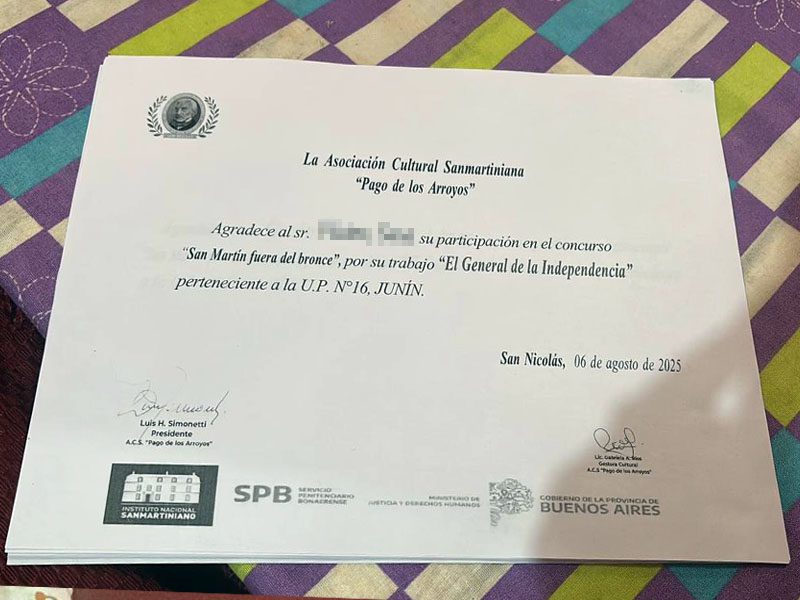 La Asociación Cultural Sanmartiniana
“Pago de los Arroyos”
Agradece al sr. su participación en el concurso
“San Martín fuera del bronce”, por su trabajo “El General de la Independencia”
perteneciente a la U.P. N°16, JUNÍN.
San Nicolás, 06 de agosto de 2025
Luis H. Simonetti
Presidente
A.C.S. "Pago de los Arroyos"
Lic. Gabriela A. Ríos
Gestora Cultural
A.C.S "Pago de los Arroyos"
INSTITUTO NACIONAL
SANMARTINIANO
SPB
SERVICIO
PENITENCIARIO
BONAERENSE
MINISTERIO DE
JUSTICIA Y DERECHOS HUMANOS
GOBIERNO DE LA PROVINCIA DE
BUENOS AIRES